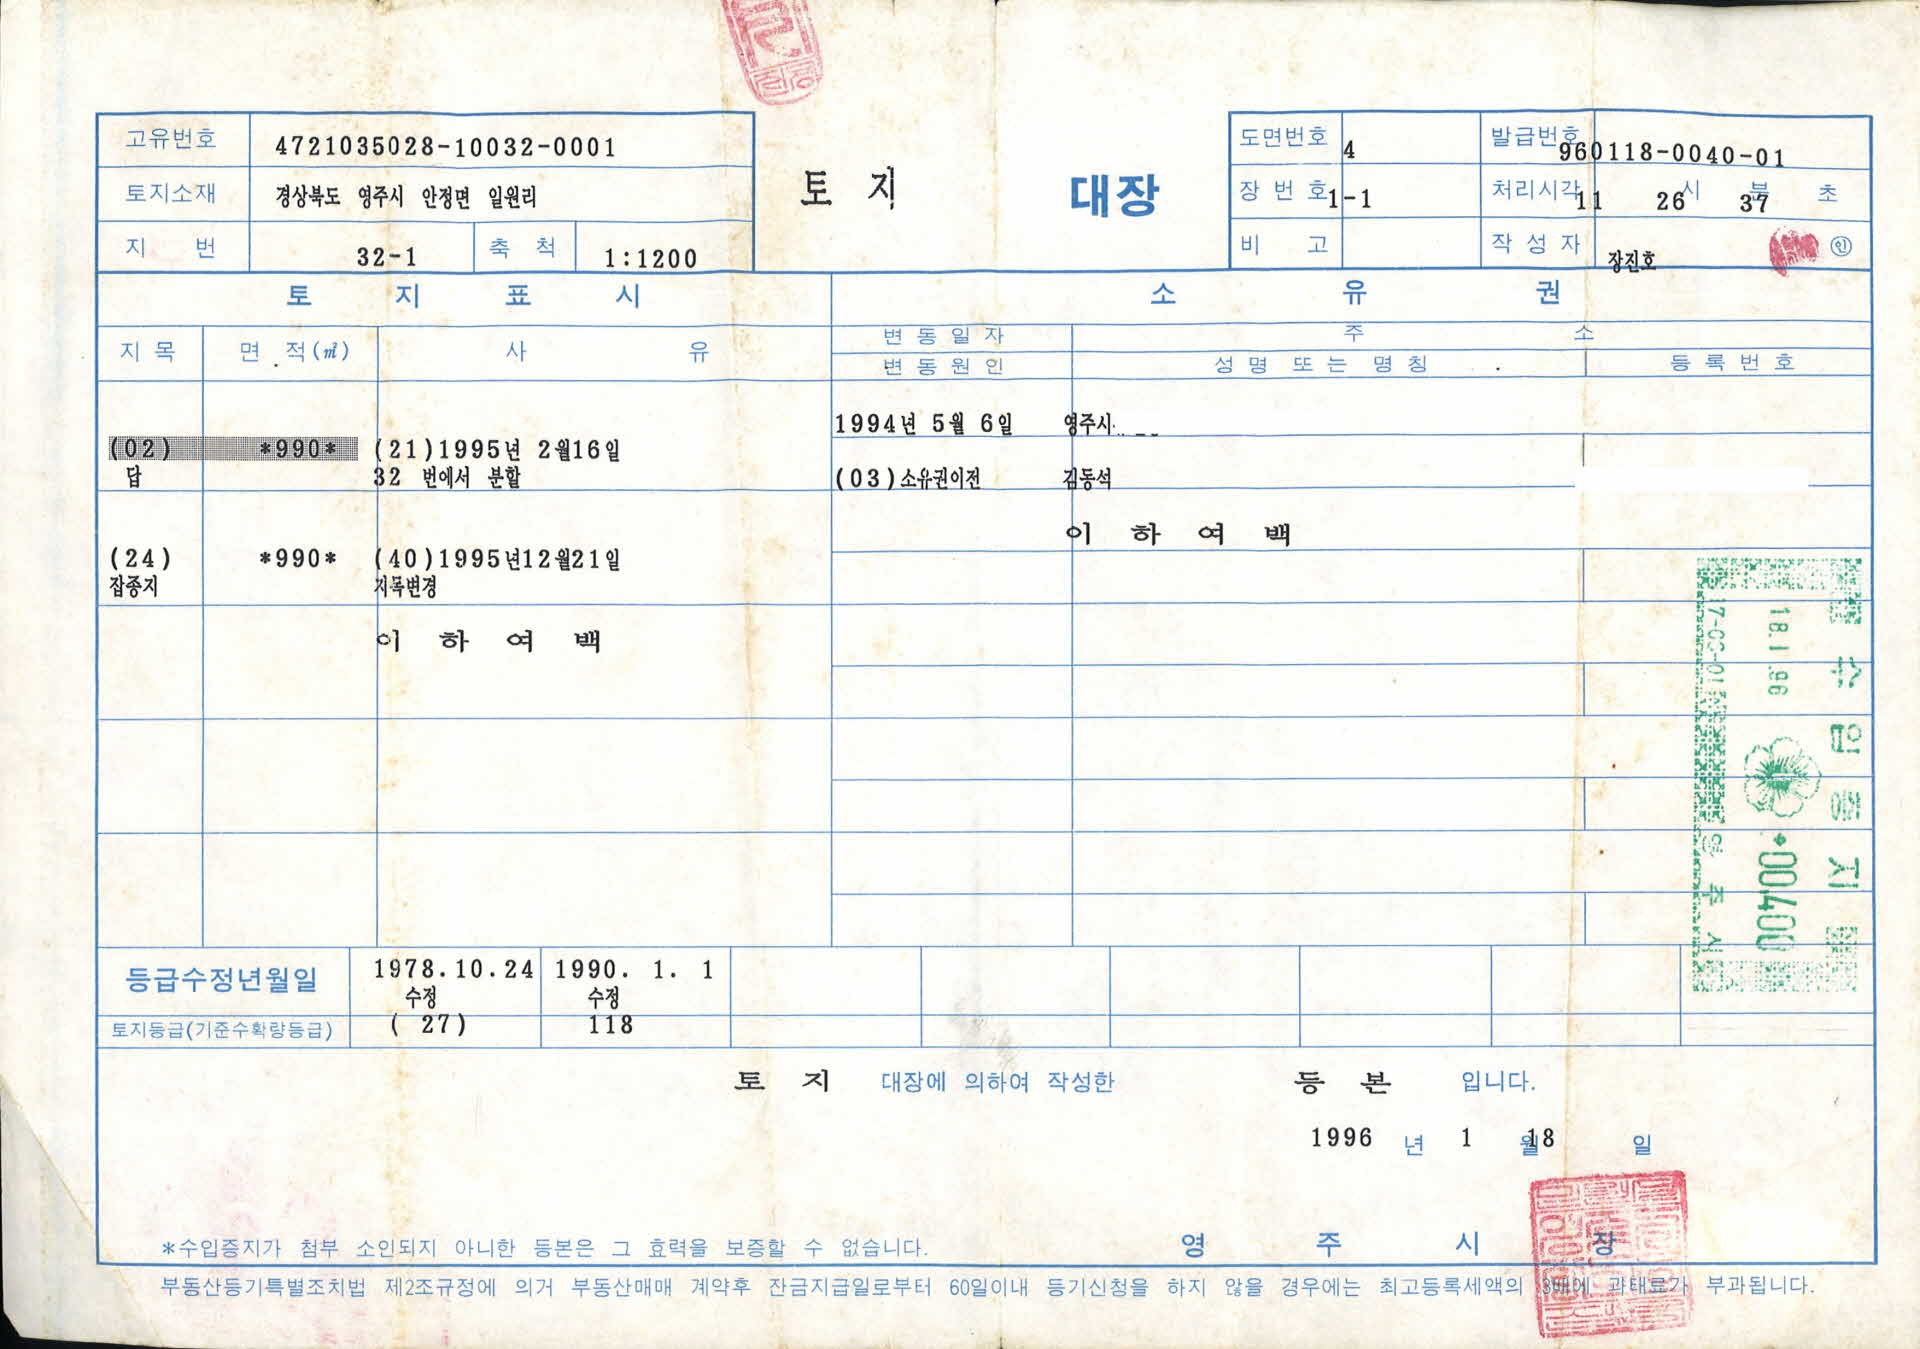 고유번호 4721035028-10032-0001
토지소재 경상북도 영주시 안정면 일원리
지 번 32-1 축 척 1:1200
토 지 대장
도면번호 4 발급번호 960118-0040-01
장 번 호 1-1 처리시각 11 시 26 분 37 초
비 고 작 성 자 장진호 ㊞
토 지 표 시 소 유 권
지 목 면 적(㎡) 사 유
변 동 일 자 주 소
변 동 원 인 성 명 또 는 명 칭 등 록 번 호
1994년 5월 6일 영주시
(02) *990* (21)1995년 2월16일
답 32 번에서 분할
(03)소유권이전 김동석
이 하 여 백
(24) *990* (40)1995년12월21일
잡종지 지목변경
이 하 여 백
수 입 증 지
18.1.96 00400
영 주 시
등급수정년월일 1978.10.24 1990. 1. 1
수정 수정
토지등급(기준수확량등급) ( 27) 118
토 지 대장에 의하여 작성한 등 본 입니다.
1996 년 1 월 18 일
*수입증지가 첨부 소인되지 아니한 등본은 그 효력을 보증할 수 없습니다.
영 주 시 장
부동산등기특별조치법 제2조규정에 의거 부동산매매 계약후 잔금지급일로부터 60일이내 등기신청을 하지 않을 경우에는 최고등록세액의 3배에 과태료가 부과됩니다.